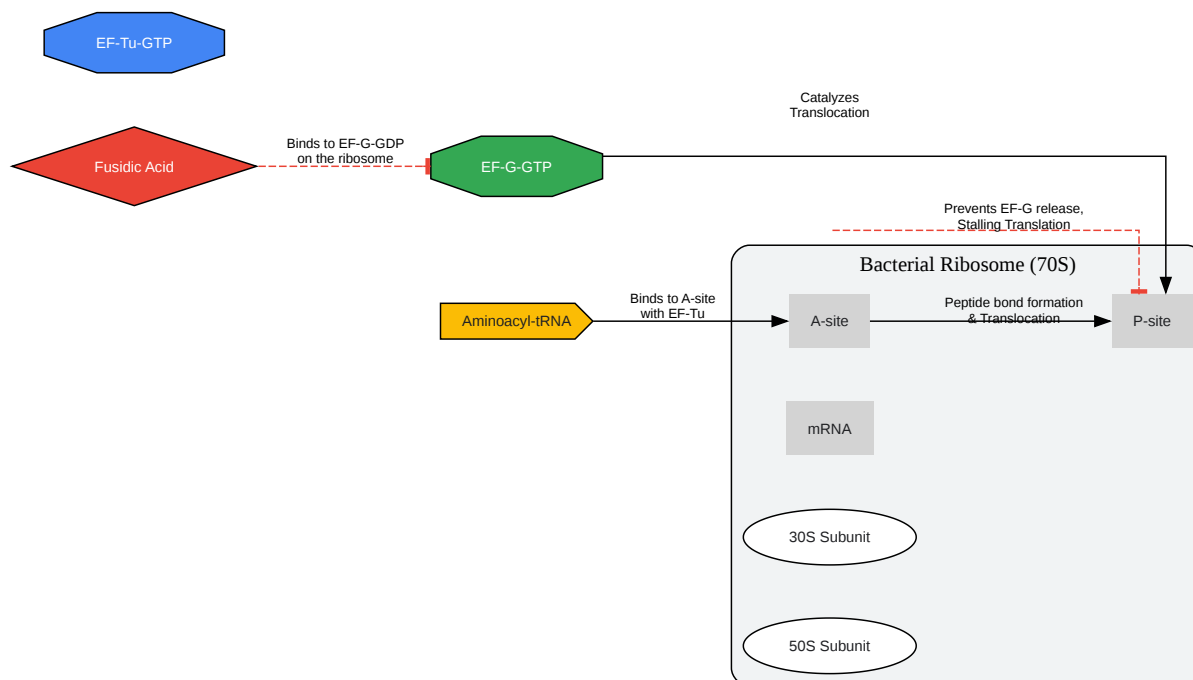 EF-Tu-GTP
Catalyzes
Translocation
Fusidic Acid
Binds to EF-G-GDP
on the ribosome
EF-G-GTP
Prevents EF-G release,
Stalling Translation
Bacterial Ribosome (70S)
Aminoacyl-tRNA
Binds to A-site
with EF-Tu
A-site
Peptide bond formation
& Translocation
P-site
mRNA
30S Subunit
50S Subunit